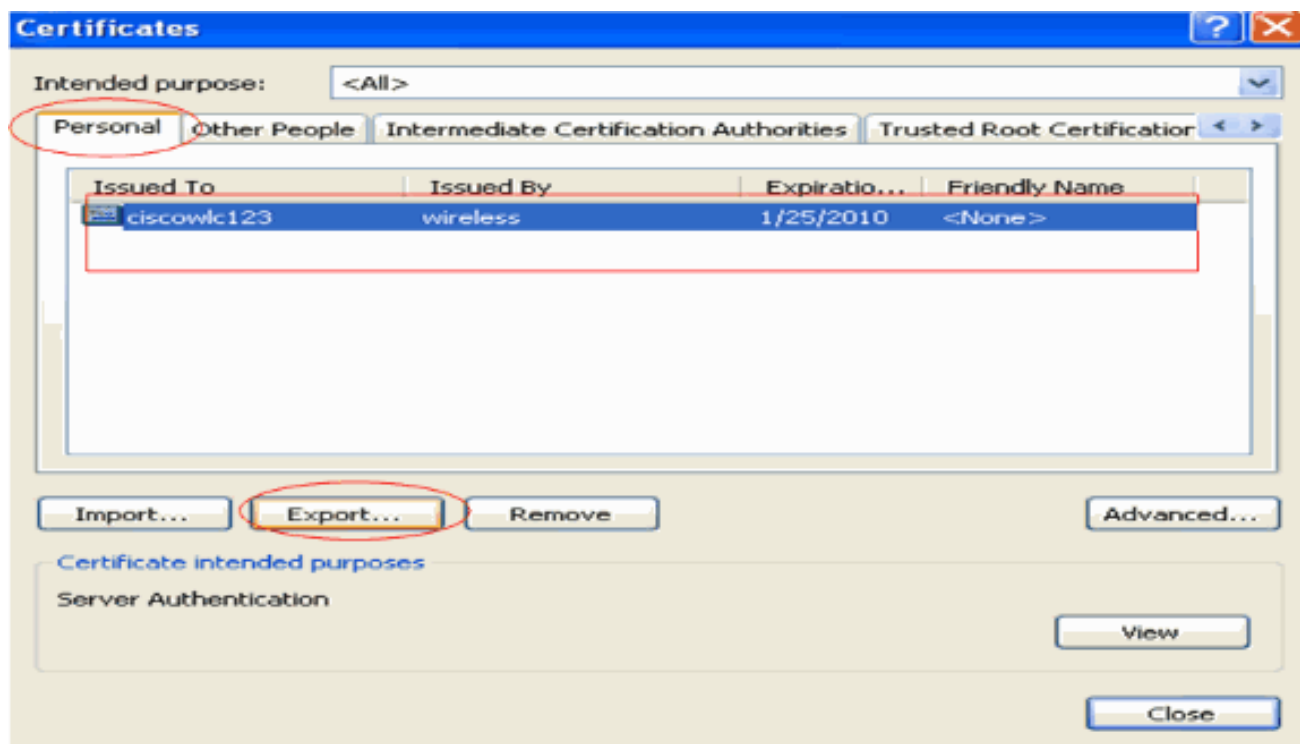 Certificates
Intended purpose: <All>
Personal Other People Intermediate Certification Authorities Trusted Root Certification
Issued To Issued By Expiratio... Friendly Name
ciscowlc123 wireless 1/25/2010 <None>
Import... Export... Remove Advanced...
Certificate intended purposes
Server Authentication
View
Close